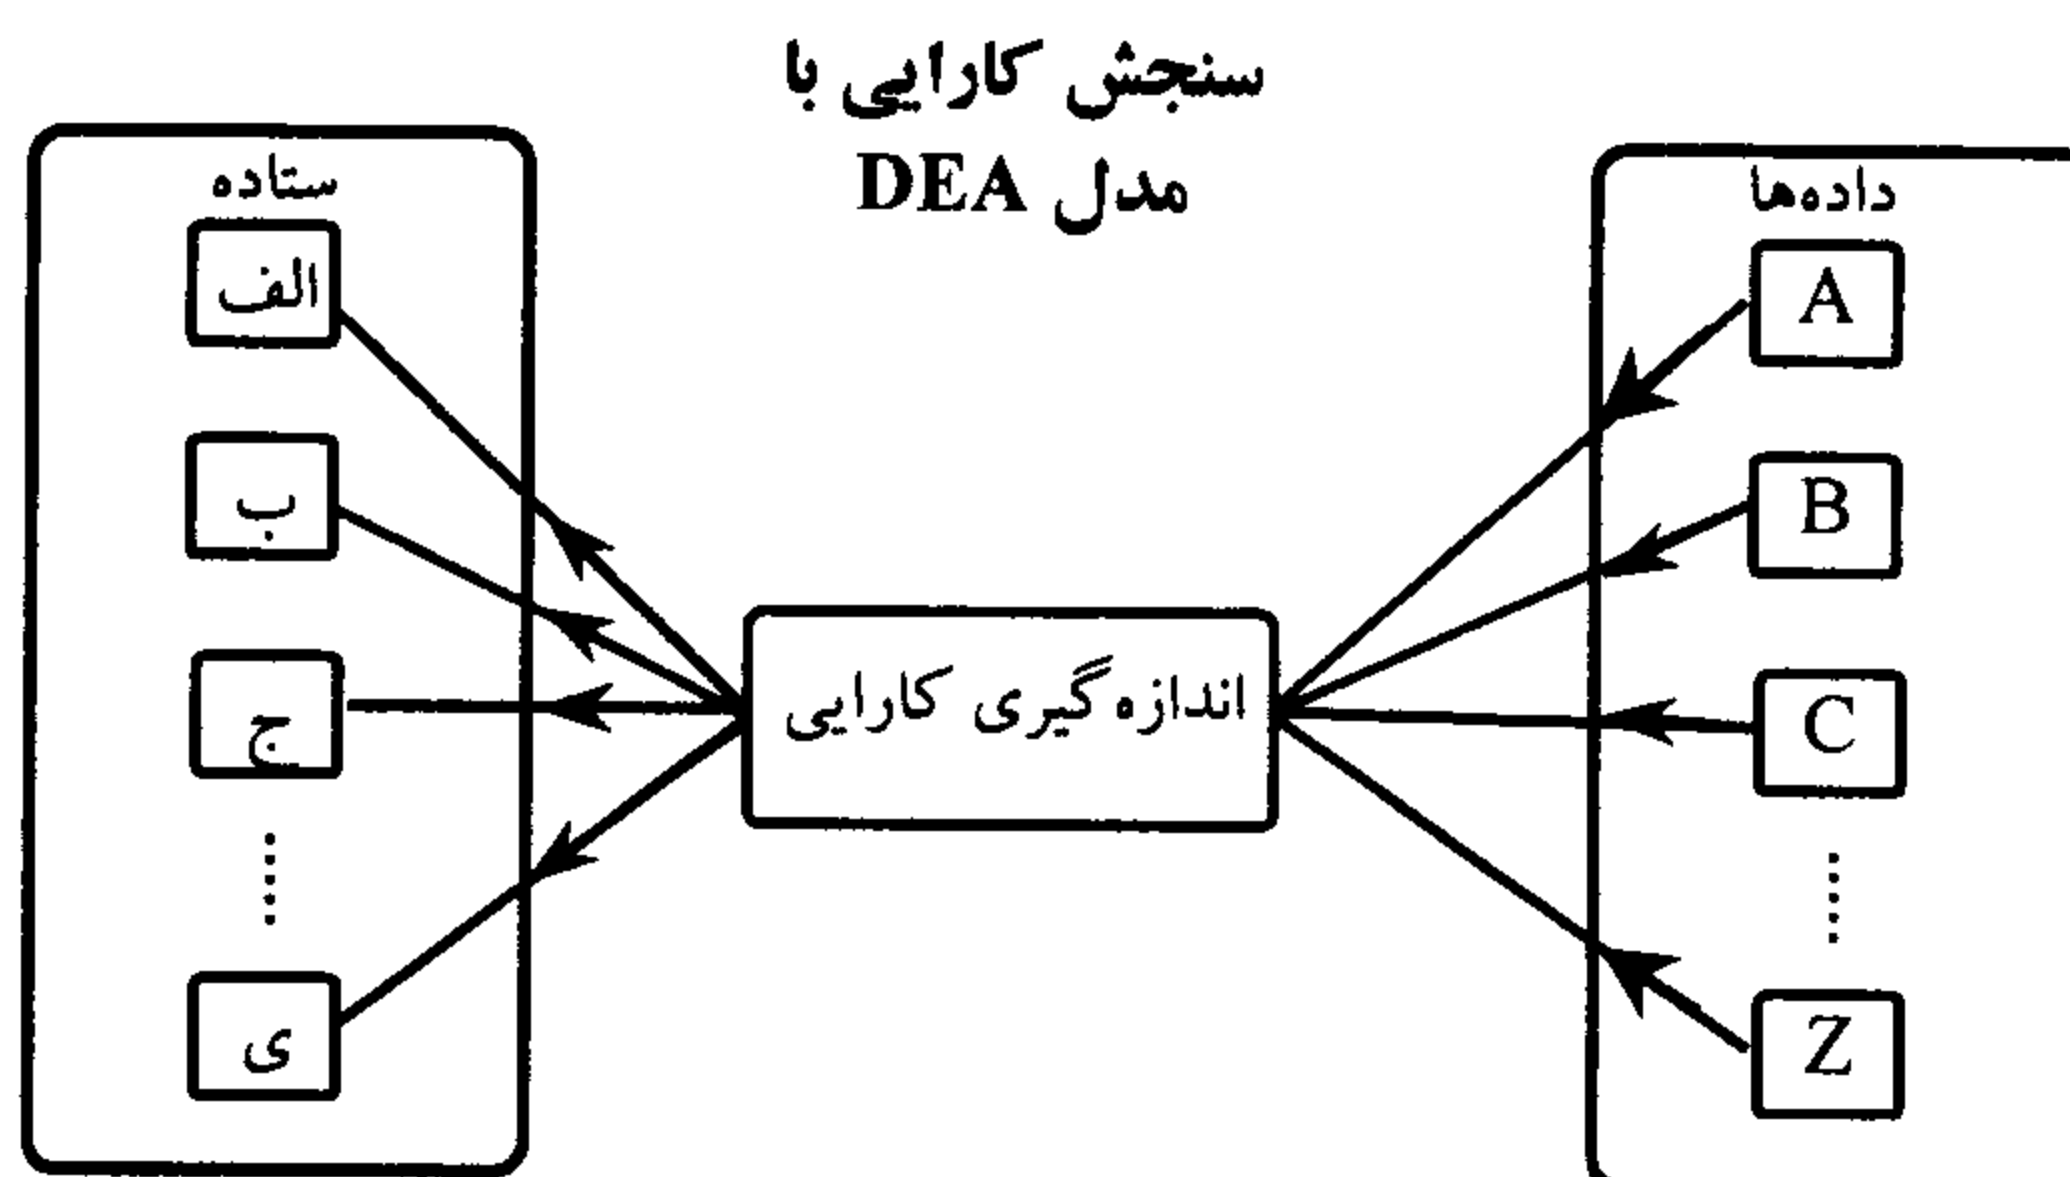 سنجش کارایی با
مدل DEA
داده‌ها
A
B
C
Z
اندازه‌گیری کارایی
ستاده
الف
ب
ج
ی